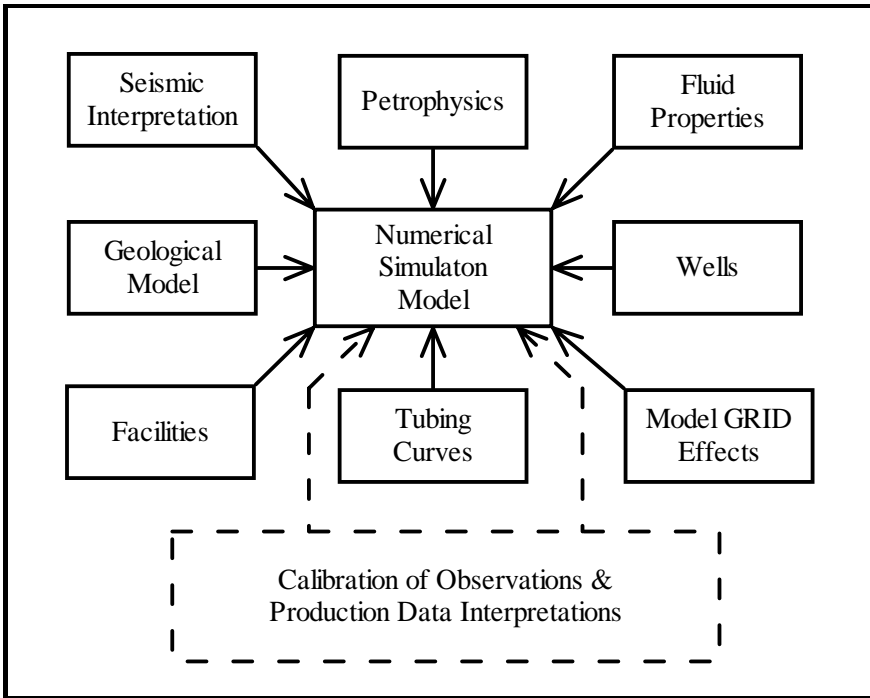 Seismic
Interpretation
Petrophysics
Fluid
Properties
Geological
Model
Numerical
Simulaton
Model
Wells
Facilities
Tubing
Curves
Model GRID
Effects
Calibration of Observations &
Production Data Interpretations